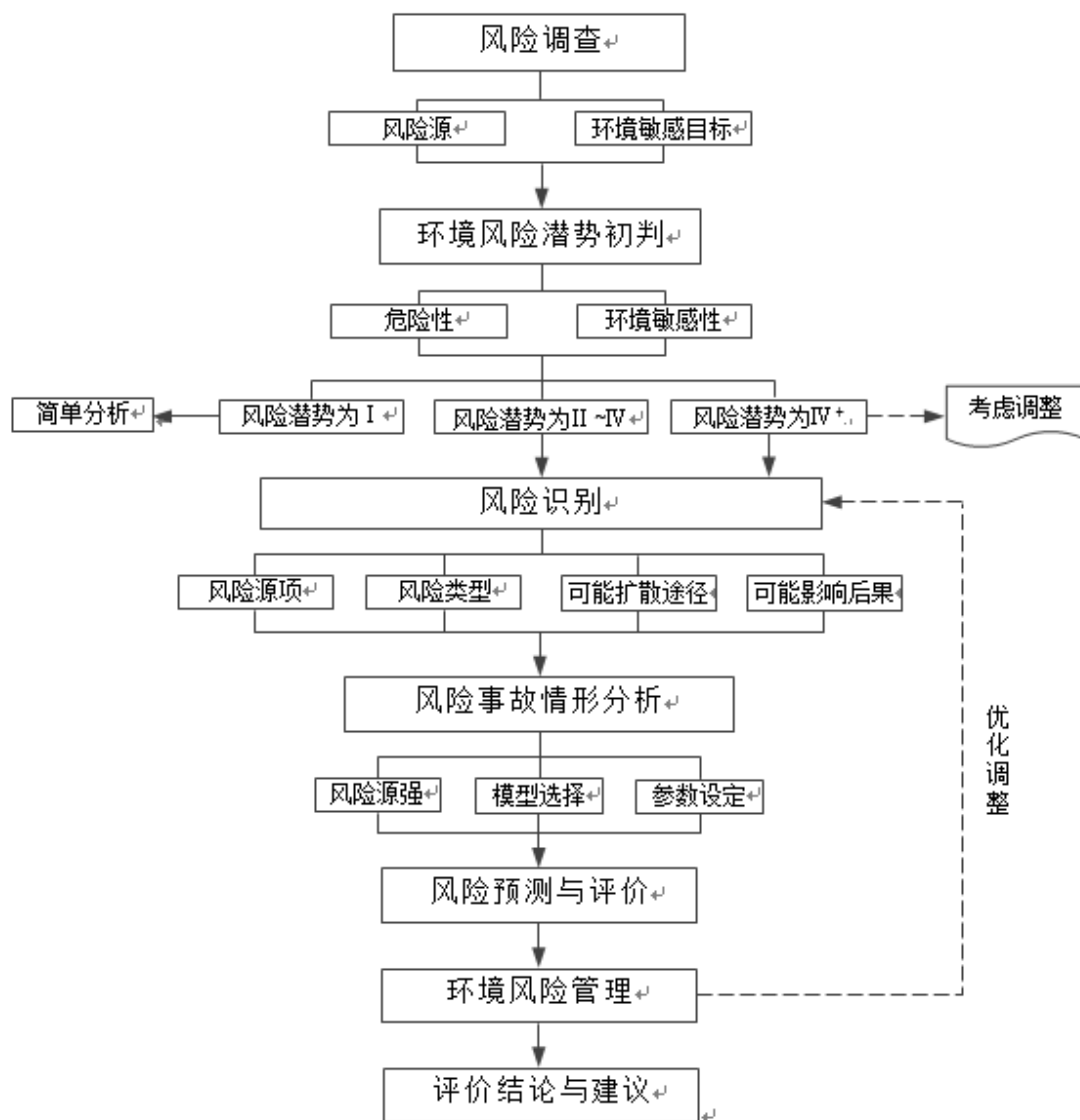 风险调查
风险源
环境敏感目标
环境风险潜势初判
危险性
环境敏感性
简单分析
风险潜势为Ⅰ
风险潜势为II ~Ⅳ
风险潜势为Ⅳ⁺
考虑调整
风险识别
风险源项
风险类型
可能扩散途径
可能影响后果
风险事故情形分析
优化调整
风险源强
模型选择
参数设定
风险预测与评价
环境风险管理
评价结论与建议